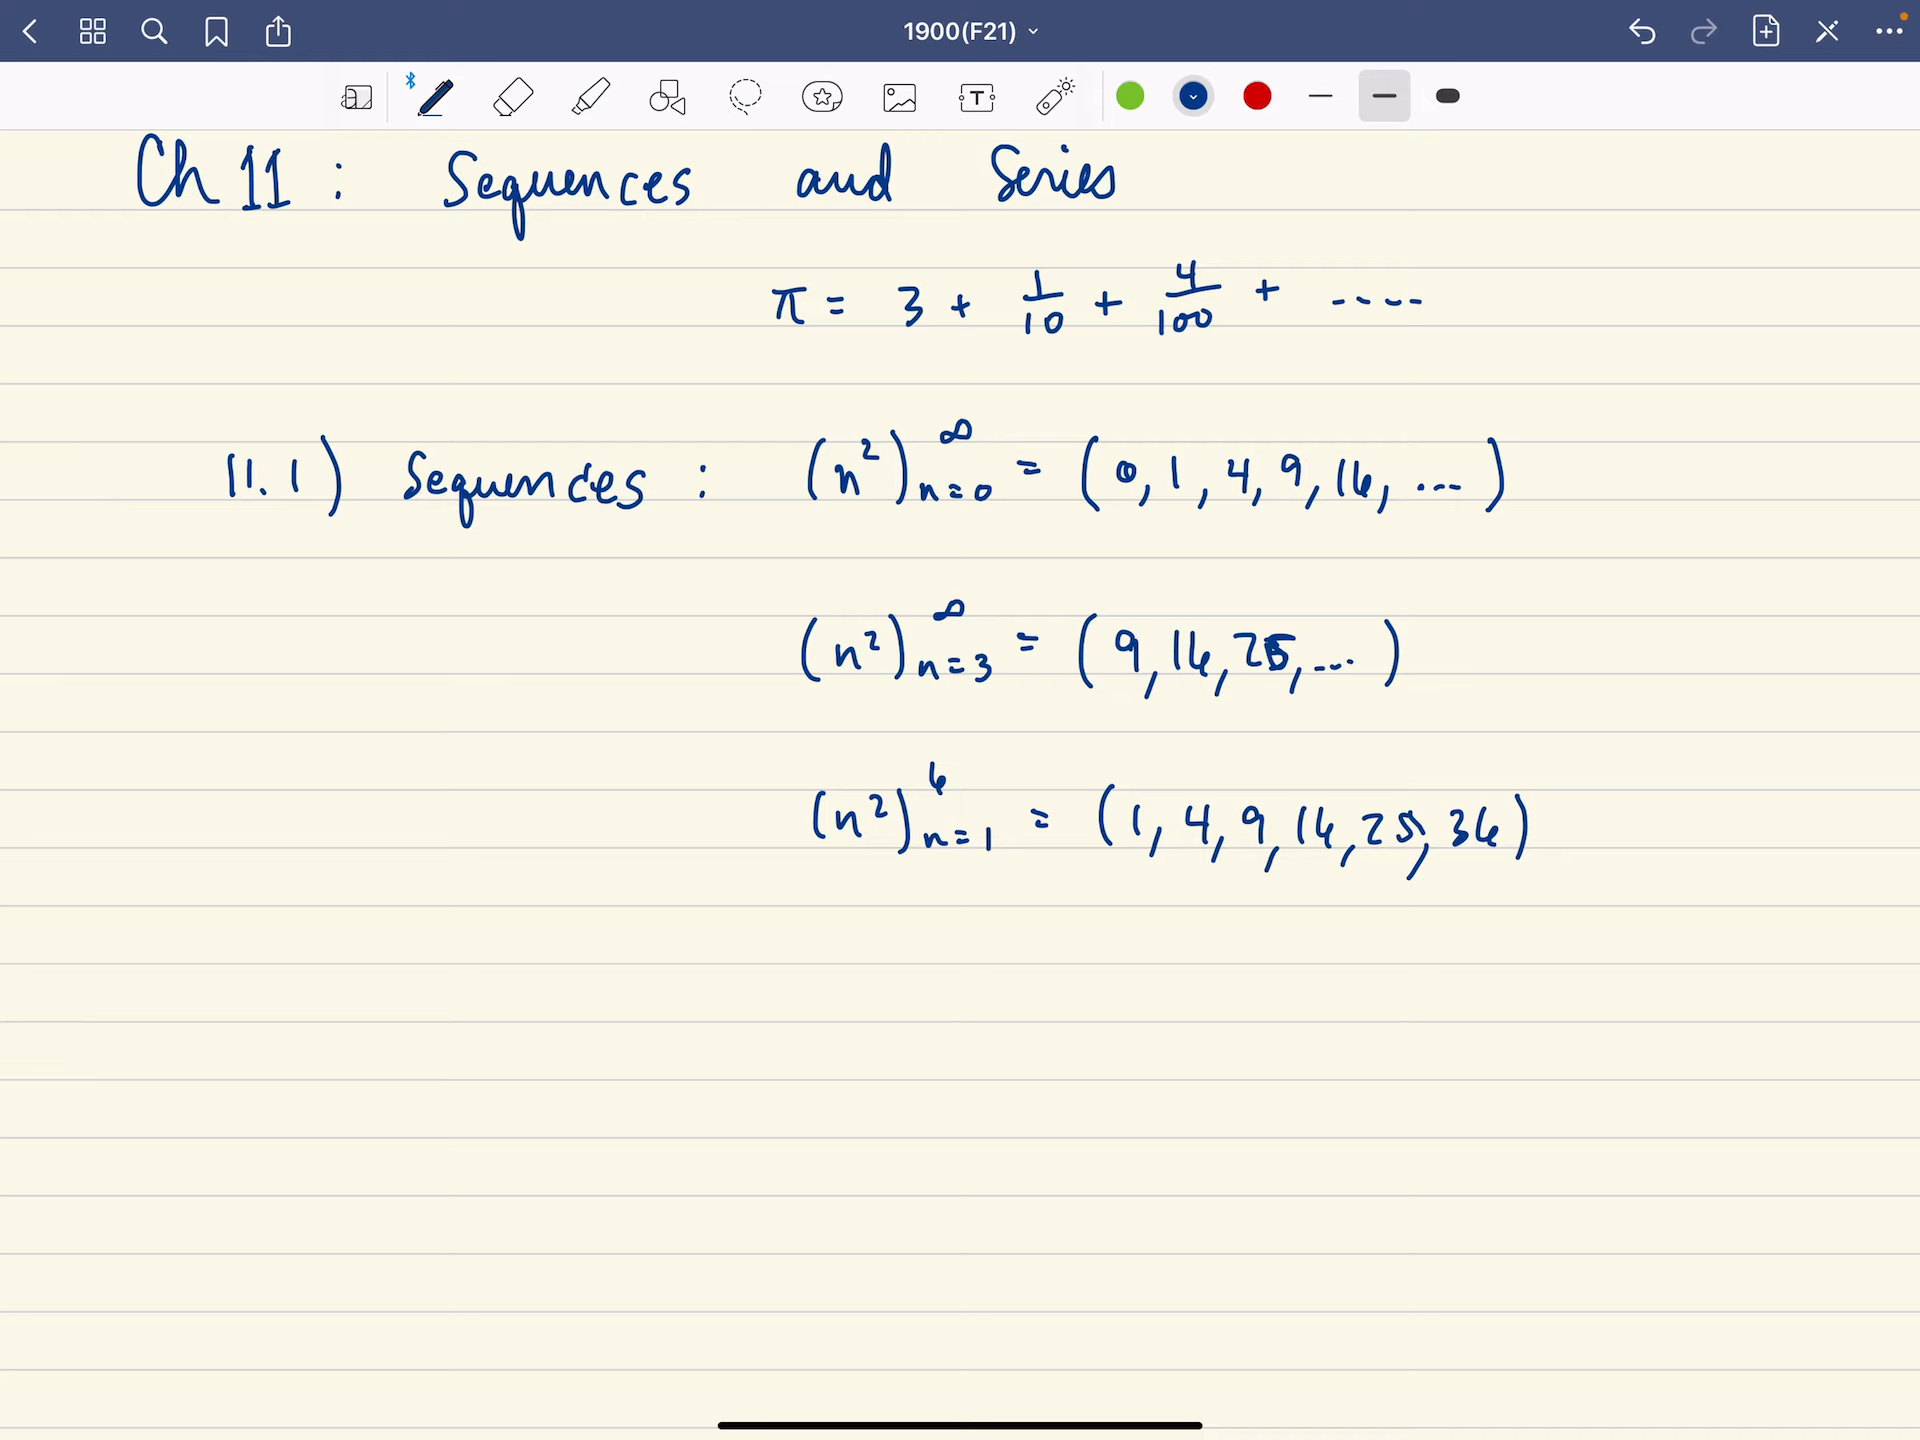 1900(F21)
T
Ch 11 : Sequences and Series
π = 3 + 1/10 + 4/100 + ----
11.1) Sequences : (n²)_{n=0}^{∞} = (0, 1, 4, 9, 16, ...)
(n²)_{n=3}^{∞} = (9, 16, 25, ...)
(n²)_{n=1}^{6} = (1, 4, 9, 16, 25, 36)